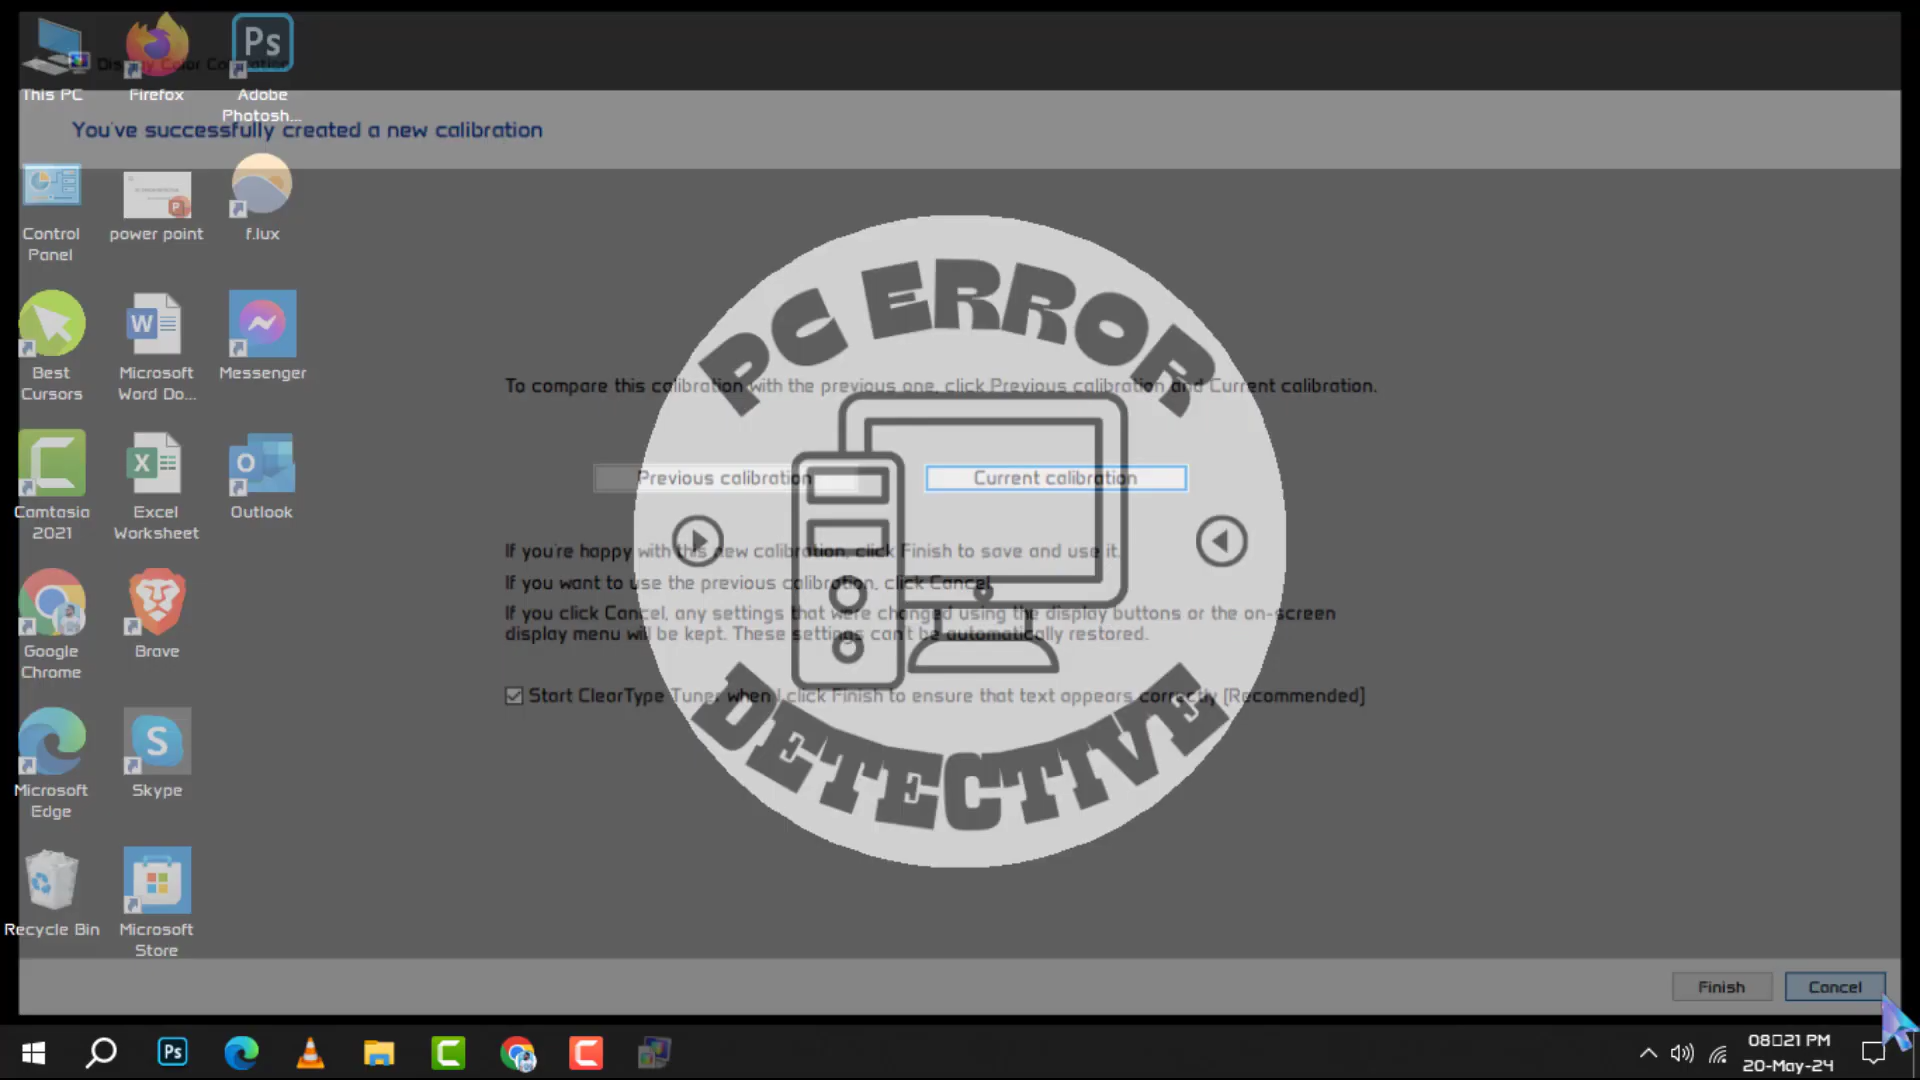 Display Color Calibration
You've successfully created a new calibration
This PC
Firefox
Ps
Adobe
Photosh...
Control
Panel
power point
f.lux
Best
Cursors
W
Microsoft
Word Do...
Messenger
Camtasia
2021
X
Excel
Worksheet
O
Outlook
Google
Chrome
Brave
Microsoft
Edge
S
Skype
Recycle Bin
Microsoft
Store
PC ERROR
To compare this calibration with the previous one, click Previous calibration and Current calibration.
Previous calibration
Current calibration
If you're happy with this new calibration, click Finish to save and use it.
If you want to use the previous calibration, click Cancel.
If you click Cancel, any settings that were changed using the display buttons or the on-screen
display menu will be kept. These settings can't be automatically restored.
Start ClearType Tuner when I click Finish to ensure that text appears correctly (Recommended)
DETECTIVE
Finish
Cancel
Ps
08:21 PM
20-May-24